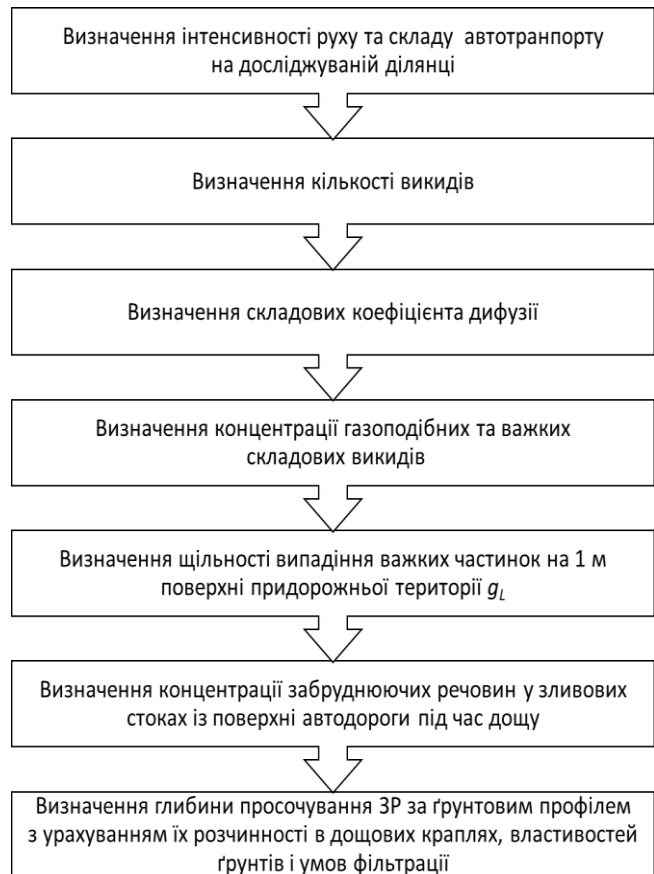 Визначення інтенсивності руху та складу автотранпорту
на досліджуваній ділянці
Визначення кількості викидів
Визначення складових коефіцієнта дифузії
Визначення концентрації газоподібних та важких
складових викидів
Визначення щільності випадіння важких частинок на 1 м
поверхні придорожньої території gL
Визначення концентрації забруднюючих речовин у зливових
стоках із поверхні автодороги під час дощу
Визначення глибини просочування ЗР за ґрунтовим профілем
з урахуванням їх розчинності в дощових краплях, властивостей
ґрунтів і умов фільтрації